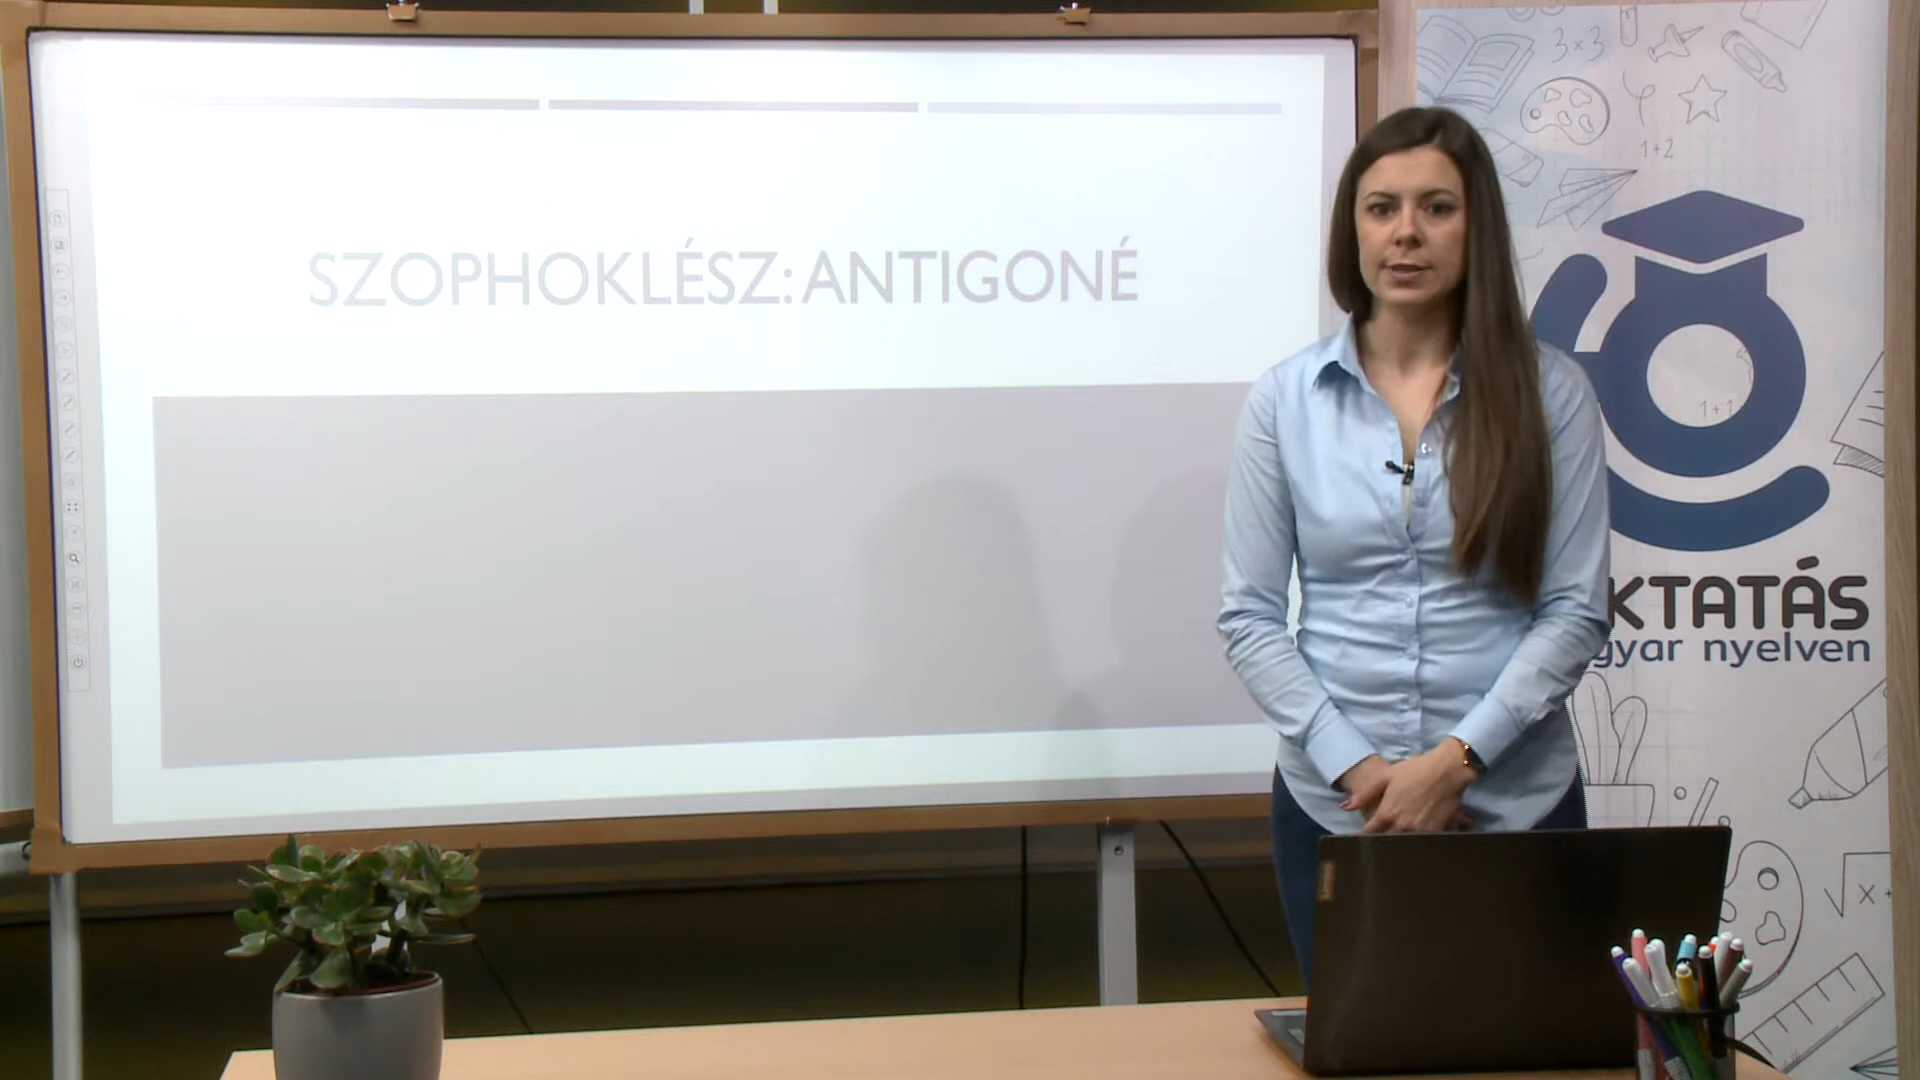 SZOPHOKLÉSZ: ANTIGONÉ
3×3
1+2
1+1
KTATÁS
gyar nyelven
√x+